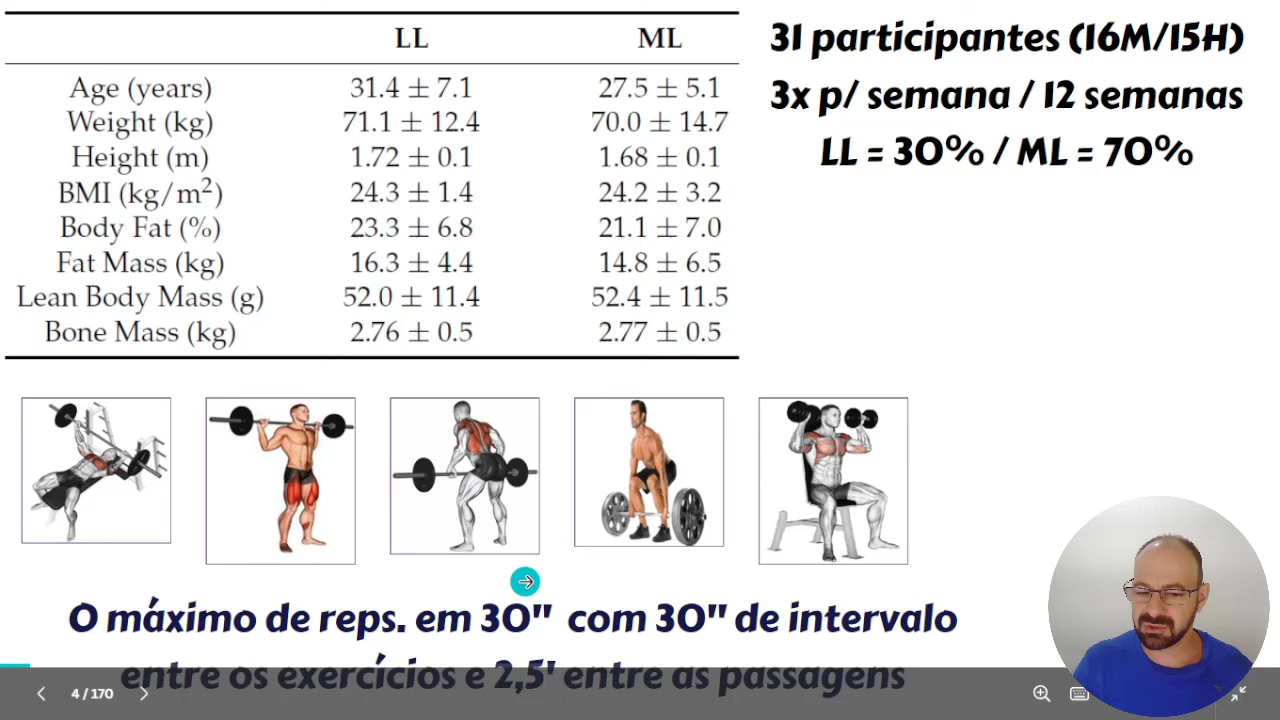 LL ML
Age (years) 31.4 ± 7.1 27.5 ± 5.1
Weight (kg) 71.1 ± 12.4 70.0 ± 14.7
Height (m) 1.72 ± 0.1 1.68 ± 0.1
BMI (kg/m²) 24.3 ± 1.4 24.2 ± 3.2
Body Fat (%) 23.3 ± 6.8 21.1 ± 7.0
Fat Mass (kg) 16.3 ± 4.4 14.8 ± 6.5
Lean Body Mass (g) 52.0 ± 11.4 52.4 ± 11.5
Bone Mass (kg) 2.76 ± 0.5 2.77 ± 0.5
31 participantes (16M/15H)
3x p/ semana / 12 semanas
LL = 30% / ML = 70%
O máximo de reps. em 30" com 30" de intervalo
entre os exercícios e 2,5' entre as passagens
4 / 170